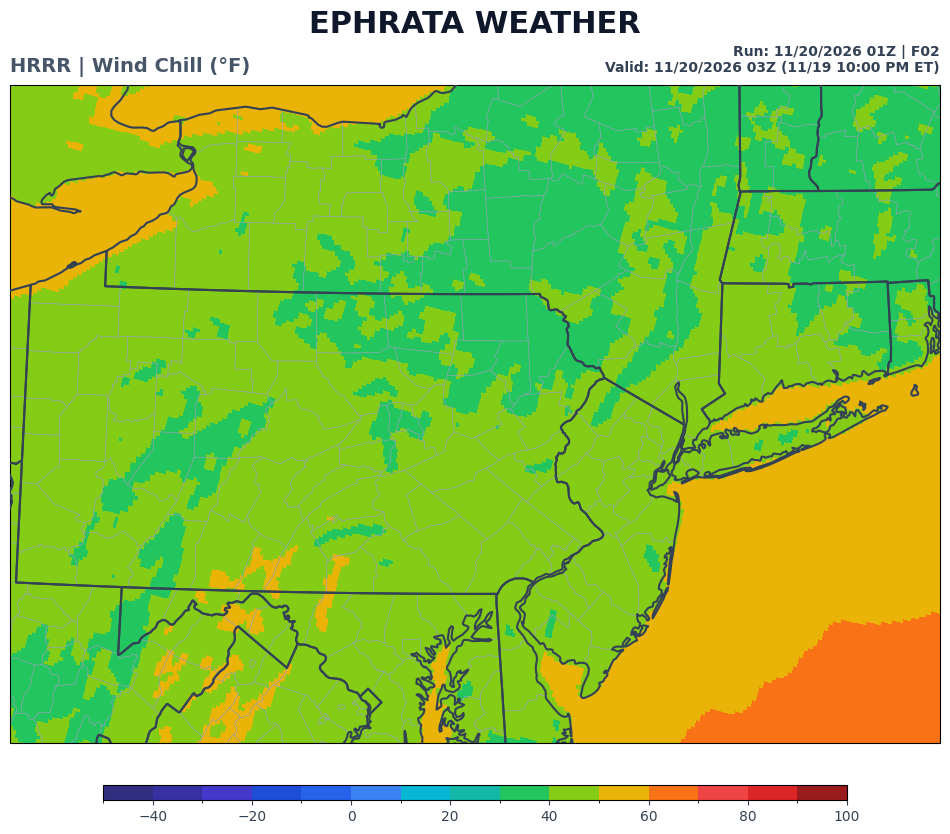 EPHRATA WEATHER
HRRR | Wind Chill (°F)
Run: 11/20/2026 01Z | F02
Valid: 11/20/2026 03Z (11/19 10:00 PM ET)
−40 −20 0 20 40 60 80 100